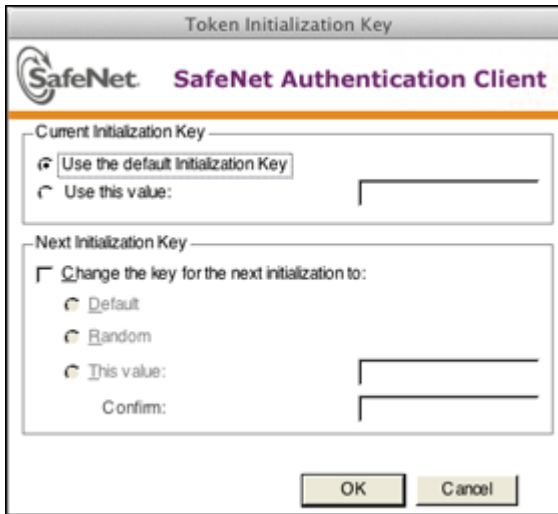 Token Initialization Key
SafeNet. SafeNet Authentication Client
Current Initialization Key
Use the default Initialization Key
Use this value:
Next Initialization Key
Change the key for the next initialization to:
Default
Random
This value:
Confirm:
OK Cancel